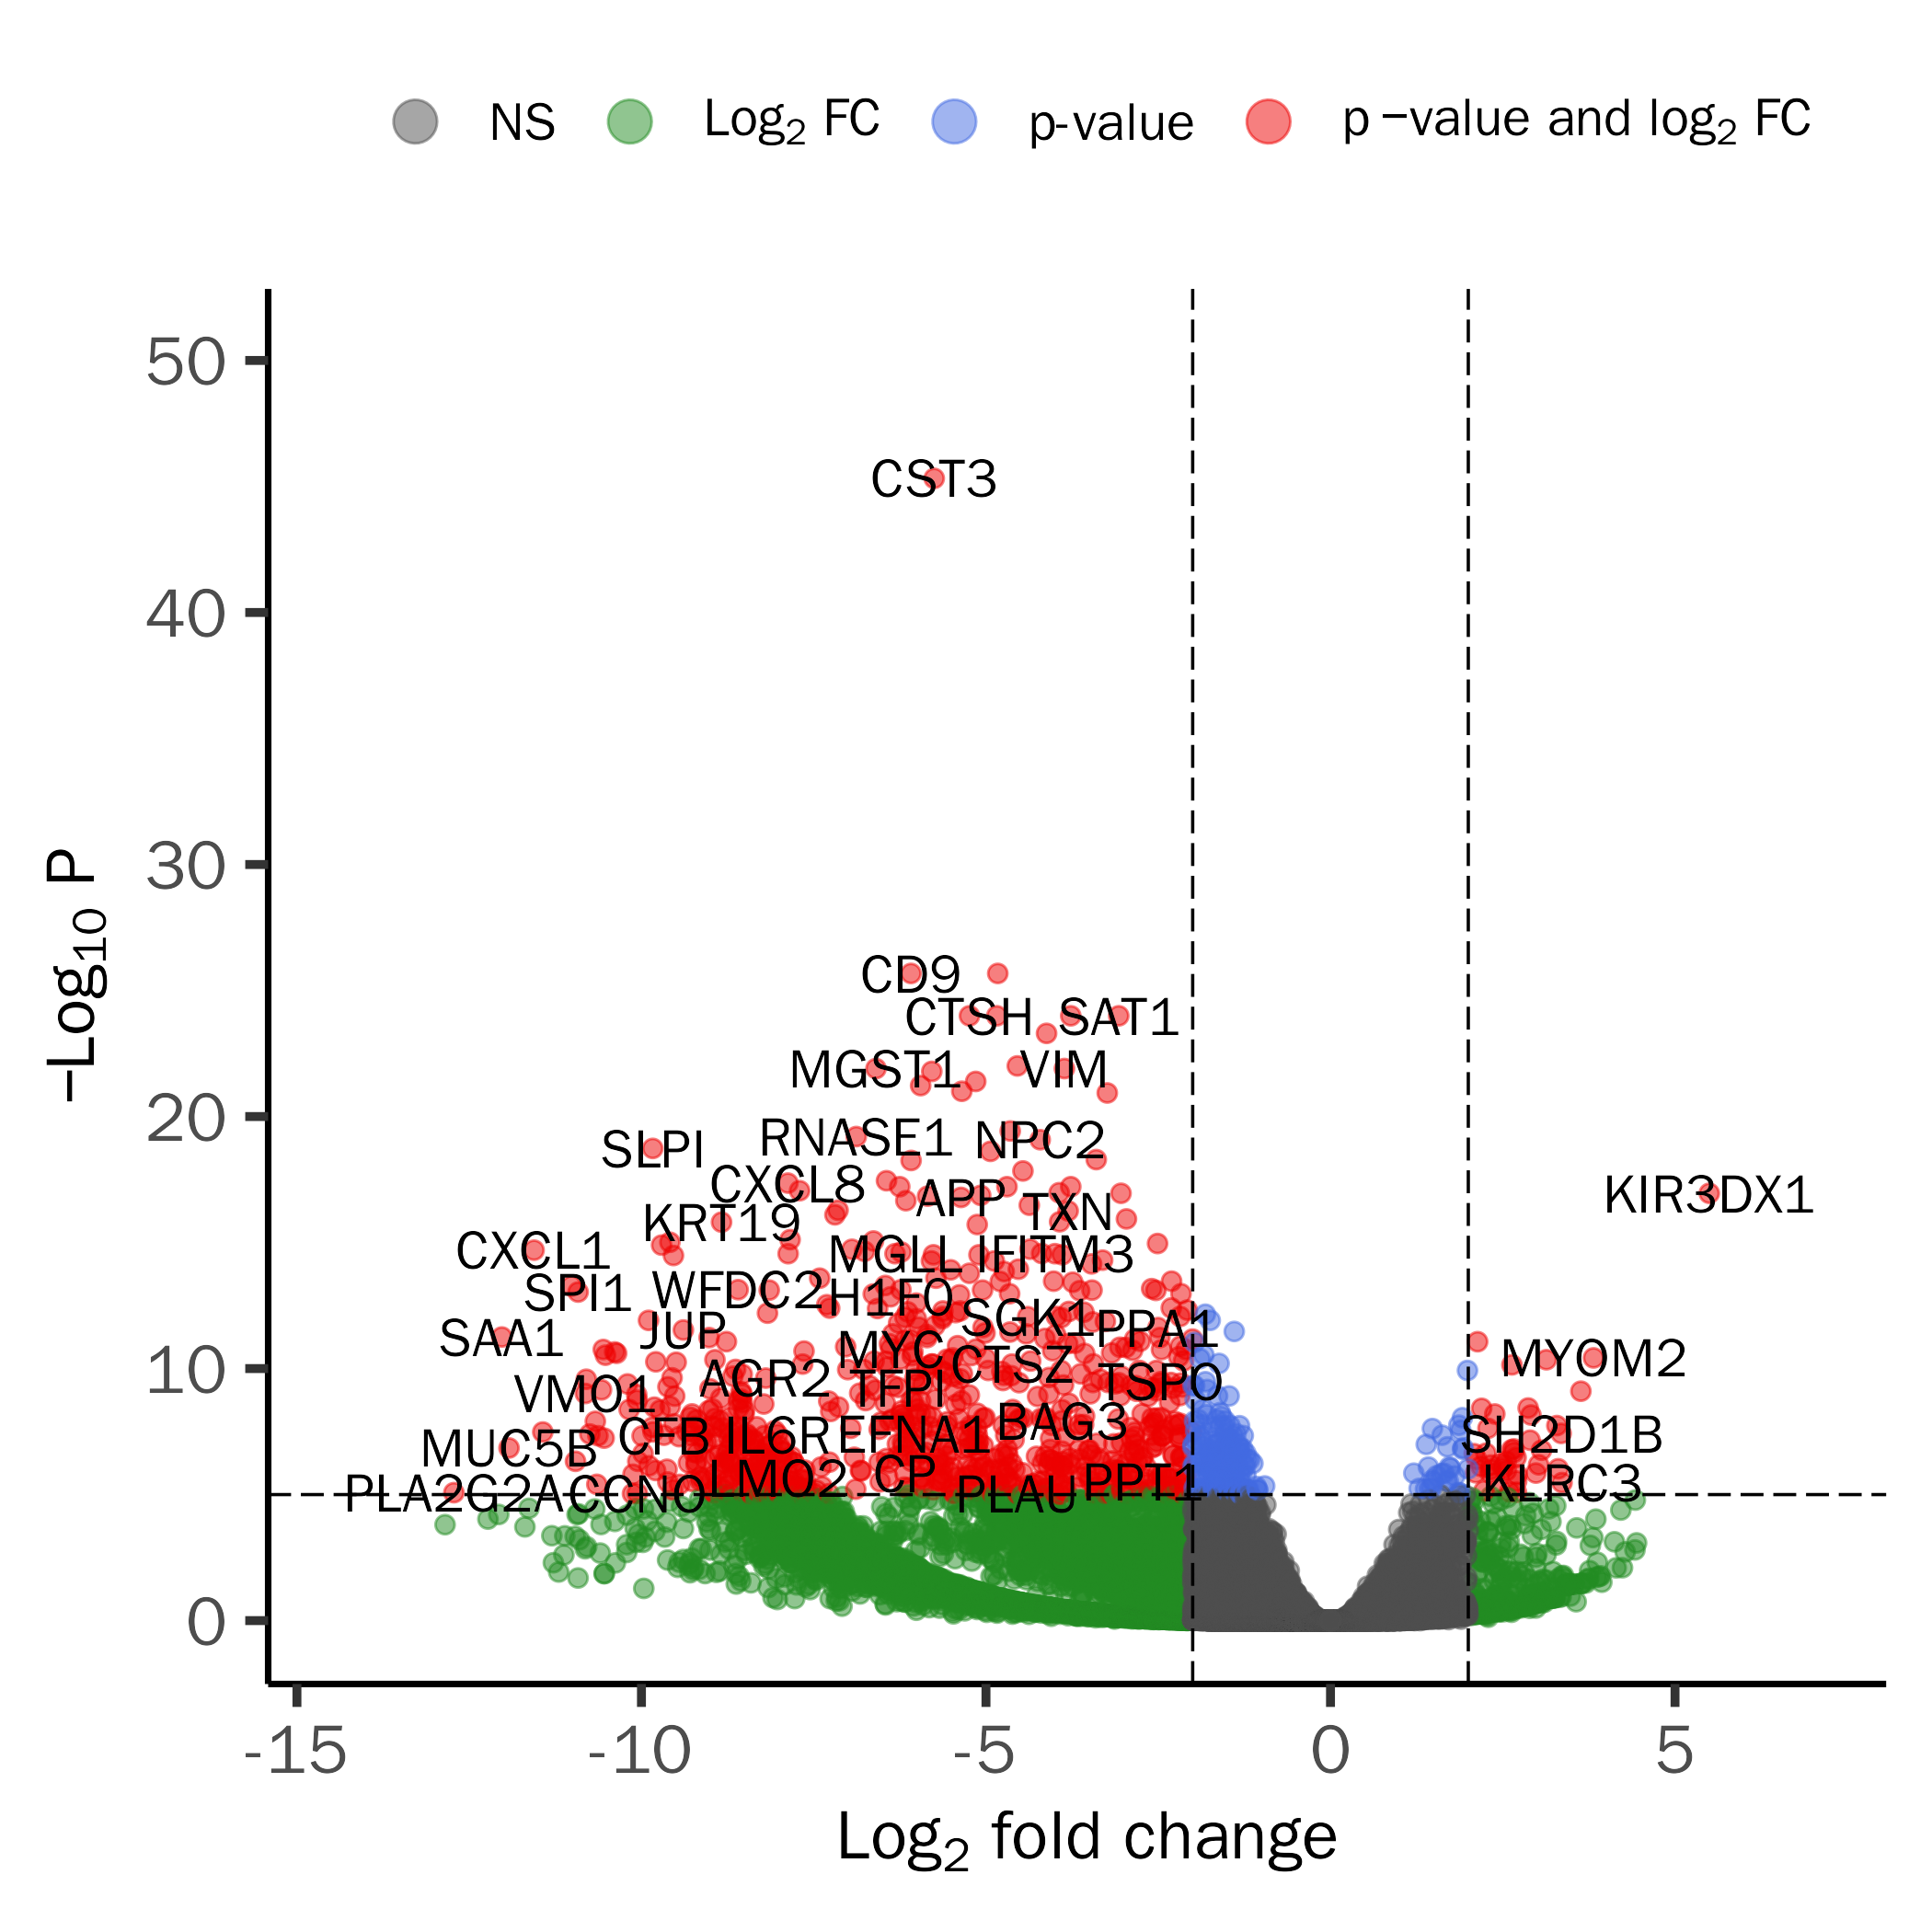 NS Log2 FC p-value p −value and log2 FC
50
40
30
20
10
0
−Log10 P
CST3
CD9
CTSH SAT1
MGST1 VIM
RNASE1 NPC2
SLPI
CXCL8 APP
KIR3DX1
KRT19 TXN
CXCL1 MGLL IFITM3
SPI1 WFDC2 H1F0
SGK1 PPA1
SAA1 JUP
MYC CTSZ MYOM2
AGR2 TFPI TSPO
VMO1
MUC5B CFB IL6R EFNA1 BAG3 SH2D1B
LMO2 CP PPT1 KLRC3
PLA2G2A CCNO PLAU
-15 -10 -5 0 5
Log2 fold change